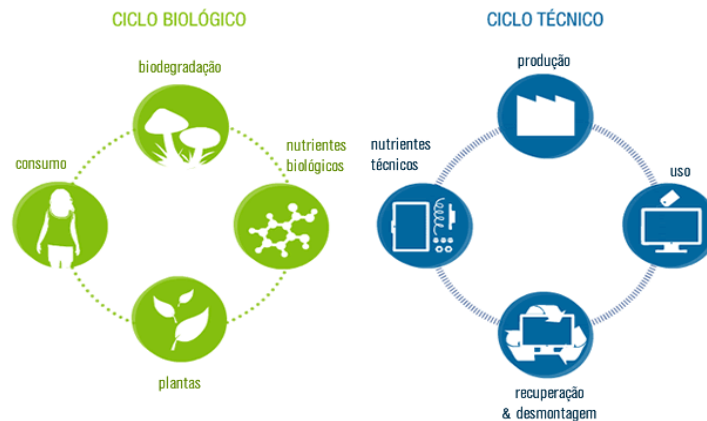 CICLO BIOLÓGICO
biodegradação
nutrientes
biológicos
consumo
plantas
CICLO TÉCNICO
produção
nutrientes
técnicos
uso
recuperação
& desmontagem